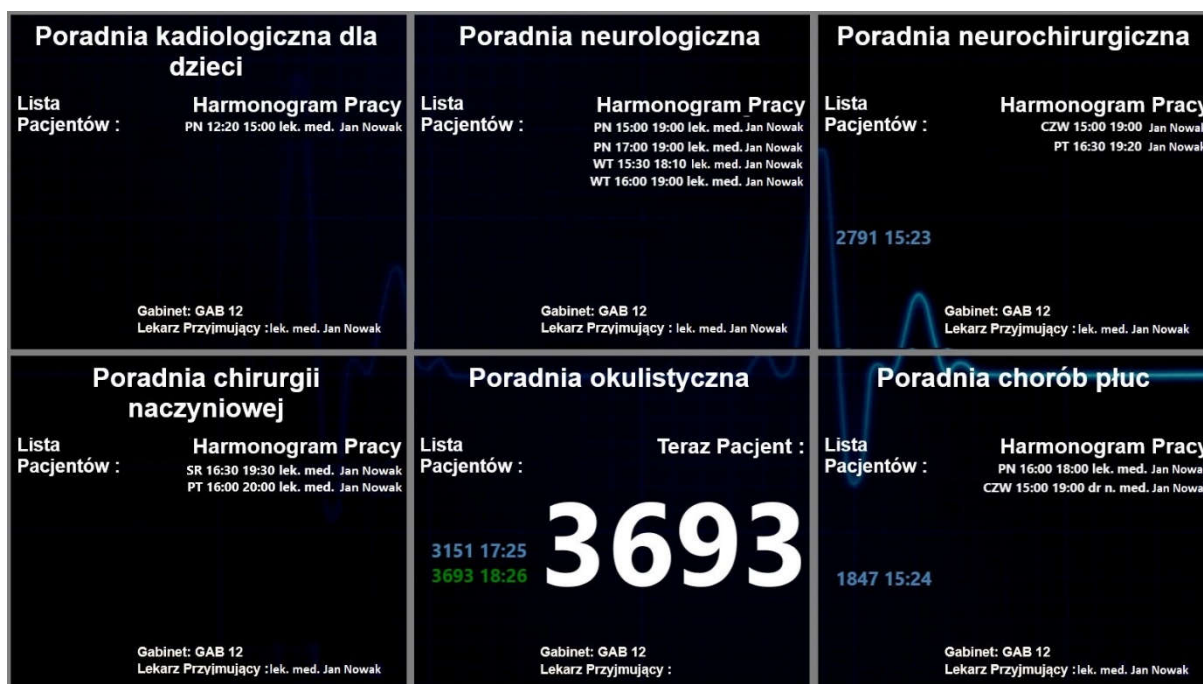 Poradnia kadiologiczna dla
dzieci
Lista
Pacjentów :
Harmonogram Pracy
PN 12:20 15:00 lek. med. Jan Nowak
Gabinet: GAB 12
Lekarz Przyjmujący : lek. med. Jan Nowak
Poradnia neurologiczna
Lista
Pacjentów :
Harmonogram Pracy
PN 15:00 19:00 lek. med. Jan Nowak
PN 17:00 19:00 lek. med. Jan Nowak
WT 15:30 18:10 lek. med. Jan Nowak
WT 16:00 19:00 lek. med. Jan Nowak
Gabinet: GAB 12
Lekarz Przyjmujący : lek. med. Jan Nowak
Poradnia neurochirurgiczna
Lista
Pacjentów :
Harmonogram Pracy
CZW 15:00 19:00 Jan Nowak
PT 16:30 19:20 Jan Nowak
2791 15:23
Gabinet: GAB 12
Lekarz Przyjmujący : lek. med. Jan Nowak
Poradnia chirurgii
naczyniowej
Lista
Pacjentów :
Harmonogram Pracy
SR 16:30 19:30 lek. med. Jan Nowak
PT 16:00 20:00 lek. med. Jan Nowak
Gabinet: GAB 12
Lekarz Przyjmujący : lek. med. Jan Nowak
Poradnia okulistyczna
Lista
Pacjentów :
Teraz Pacjent :
3151 17:25
3693 18:26
3693
Gabinet: GAB 12
Lekarz Przyjmujący :
Poradnia chorób płuc
Lista
Pacjentów :
Harmonogram Pracy
PN 16:00 18:00 lek. med. Jan Nowa
CZW 15:00 19:00 dr n. med. Jan Nowa
1847 15:24
Gabinet: GAB 12
Lekarz Przyjmujący : lek. med. Jan Nowak